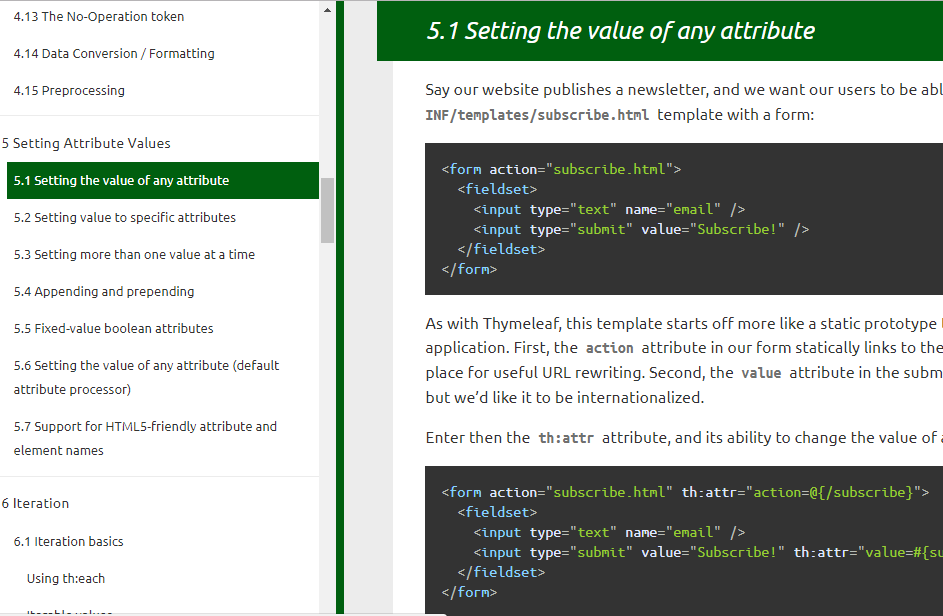 4.13 The No-Operation token
4.14 Data Conversion / Formatting
4.15 Preprocessing
5 Setting Attribute Values
5.1 Setting the value of any attribute
5.2 Setting value to specific attributes
5.3 Setting more than one value at a time
5.4 Appending and prepending
5.5 Fixed-value boolean attributes
5.6 Setting the value of any attribute (default
attribute processor)
5.7 Support for HTML5-friendly attribute and
element names
6 Iteration
6.1 Iteration basics
Using th:each
Iterable values
5.1 Setting the value of any attribute
Say our website publishes a newsletter, and we want our users to be abl
INF/templates/subscribe.html template with a form:
<form action="subscribe.html">
  <fieldset>
    <input type="text" name="email" />
    <input type="submit" value="Subscribe!" />
  </fieldset>
</form>
As with Thymeleaf, this template starts off more like a static prototype
application. First, the action attribute in our form statically links to the
place for useful URL rewriting. Second, the value attribute in the subm
but we'd like it to be internationalized.
Enter then the th:attr attribute, and its ability to change the value of
<form action="subscribe.html" th:attr="action=@{/subscribe}">
  <fieldset>
    <input type="text" name="email" />
    <input type="submit" value="Subscribe!" th:attr="value=#{su
  </fieldset>
</form>